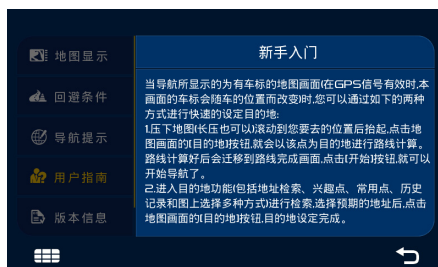 地图显示
回避条件
导航提示
用户指南
版本信息
新手入门
当导航所显示的为有车标的地图画面(在GPS信号有效时,本
画面的车标会随车的位置而改变)时,您可以通过如下的两种
方式进行快速的设定目的地:
1.压下地图(长压也可以)滚动到您要去的位置后抬起,点击地
图画面的[目的地]按钮,就会以该点为目的地进行路线计算。
路线计算好后会迁移到路线完成画面,点击[开始]按钮,就可以
开始导航了。
2.进入目的地功能(包括地址检索、兴趣点、常用点、历史
记录和图上选择多种方式)进行检索,选择预期的地址后,点击
地图画面的[目的地]按钮,目的地设定完成。